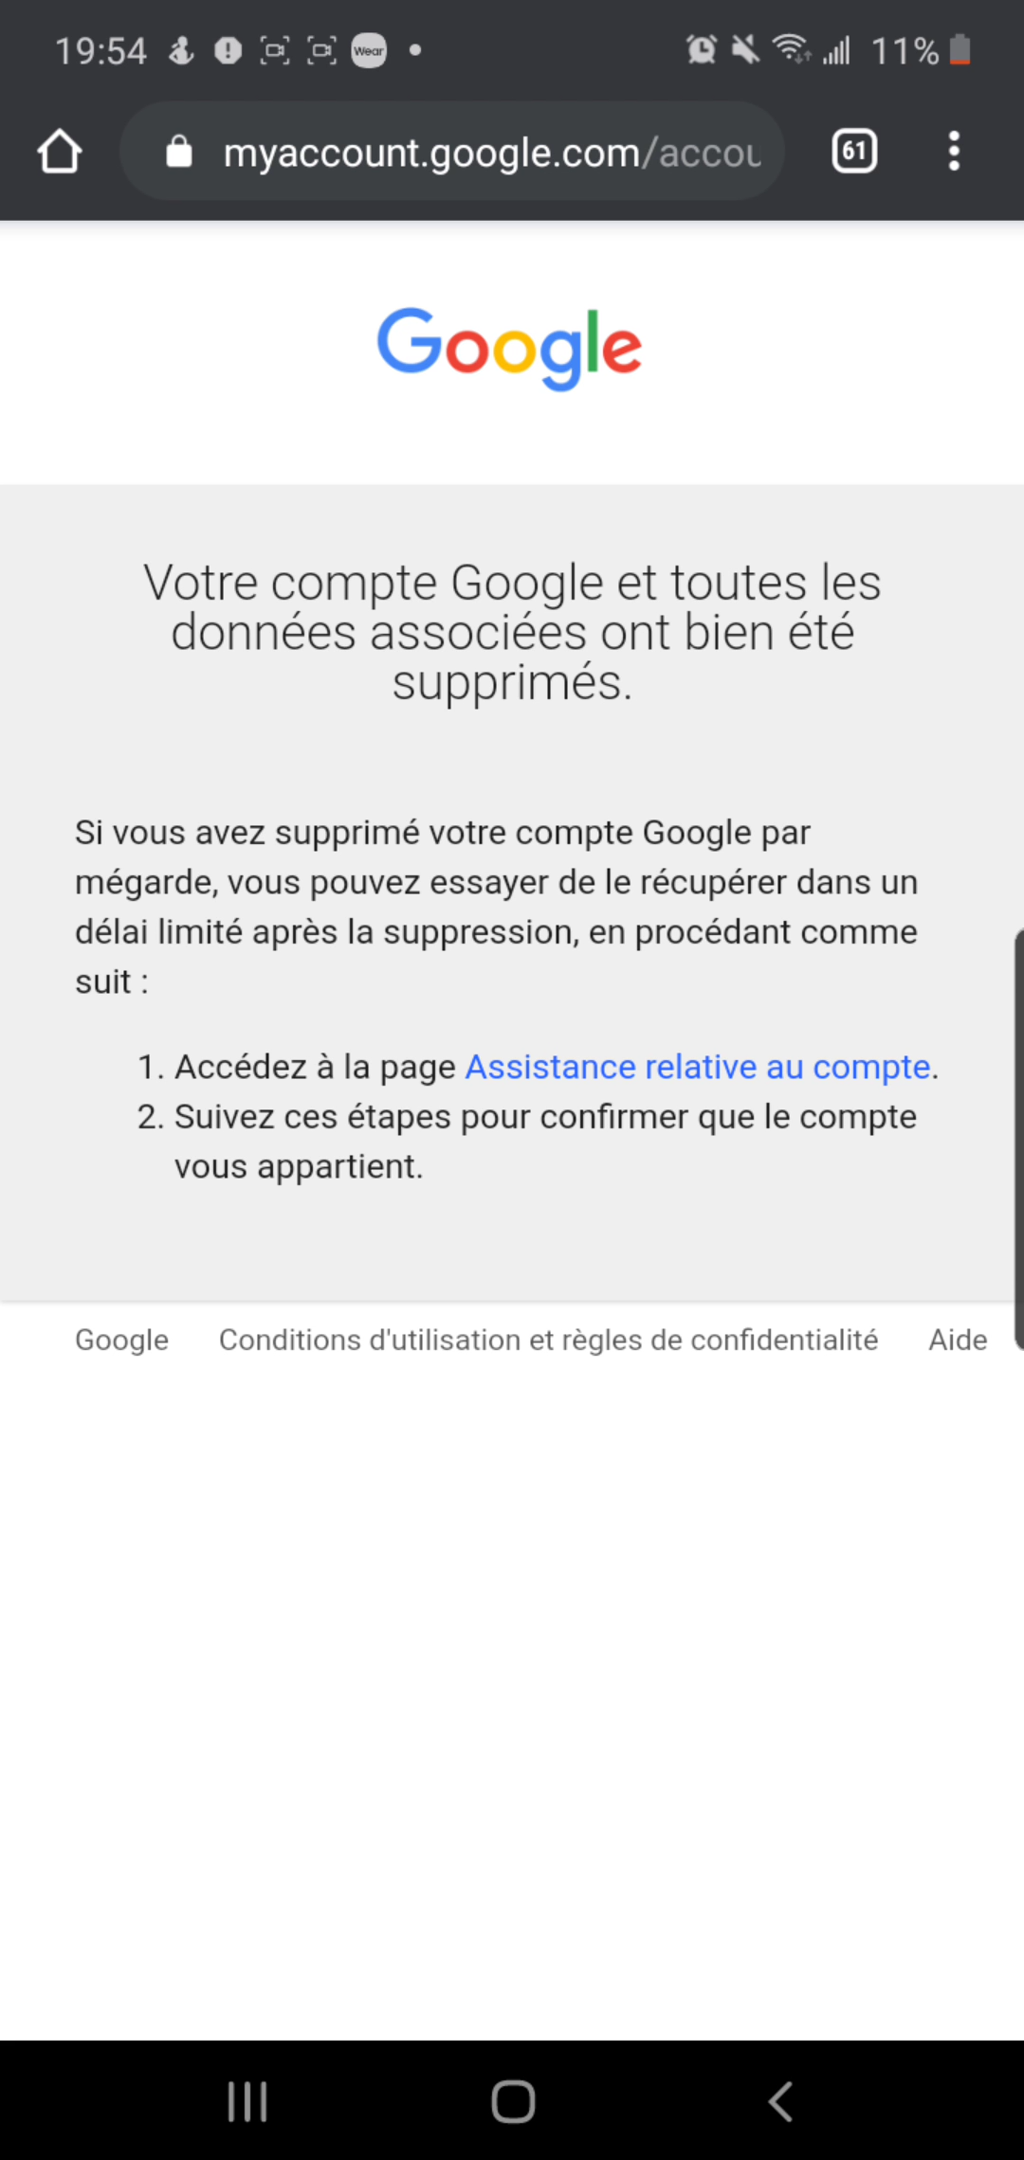 19:54 Wear 11%
myaccount.google.com/accou
61
Google
Votre compte Google et toutes les
données associées ont bien été
supprimés.
Si vous avez supprimé votre compte Google par
mégarde, vous pouvez essayer de le récupérer dans un
délai limité après la suppression, en procédant comme
suit :
1. Accédez à la page Assistance relative au compte.
2. Suivez ces étapes pour confirmer que le compte
vous appartient.
Google Conditions d'utilisation et règles de confidentialité Aide